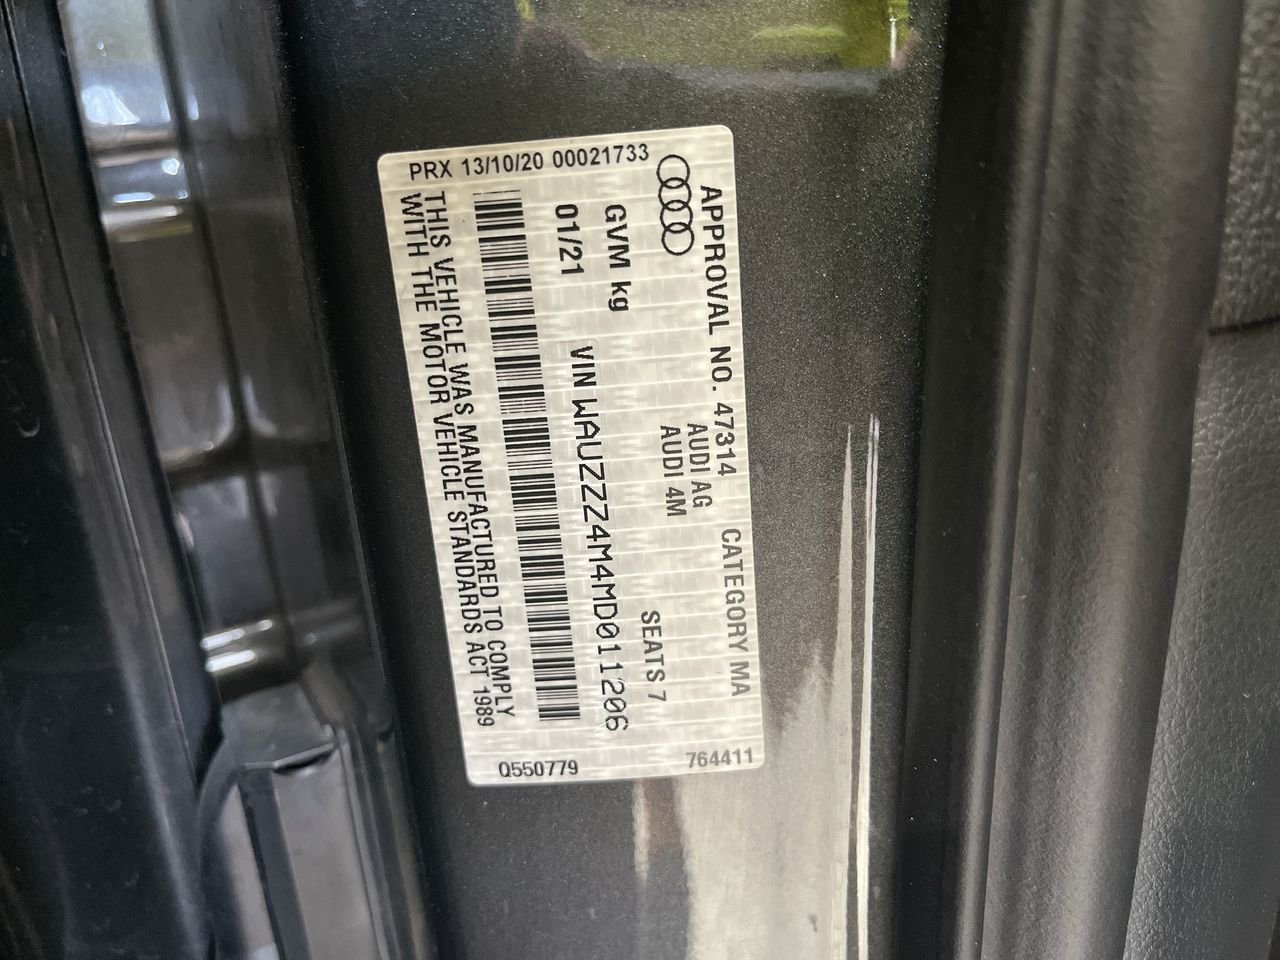 PRX 13/10/20 00021733
APPROVAL NO. 47314 CATEGORY MA
AUDI AG
AUDI 4M
GVM kg SEATS 7
01/21 VIN WAUZZZ4M4MD011206
THIS VEHICLE WAS MANUFACTURED TO COMPLY
WITH THE MOTOR VEHICLE STANDARDS ACT 1989
Q550779
764411